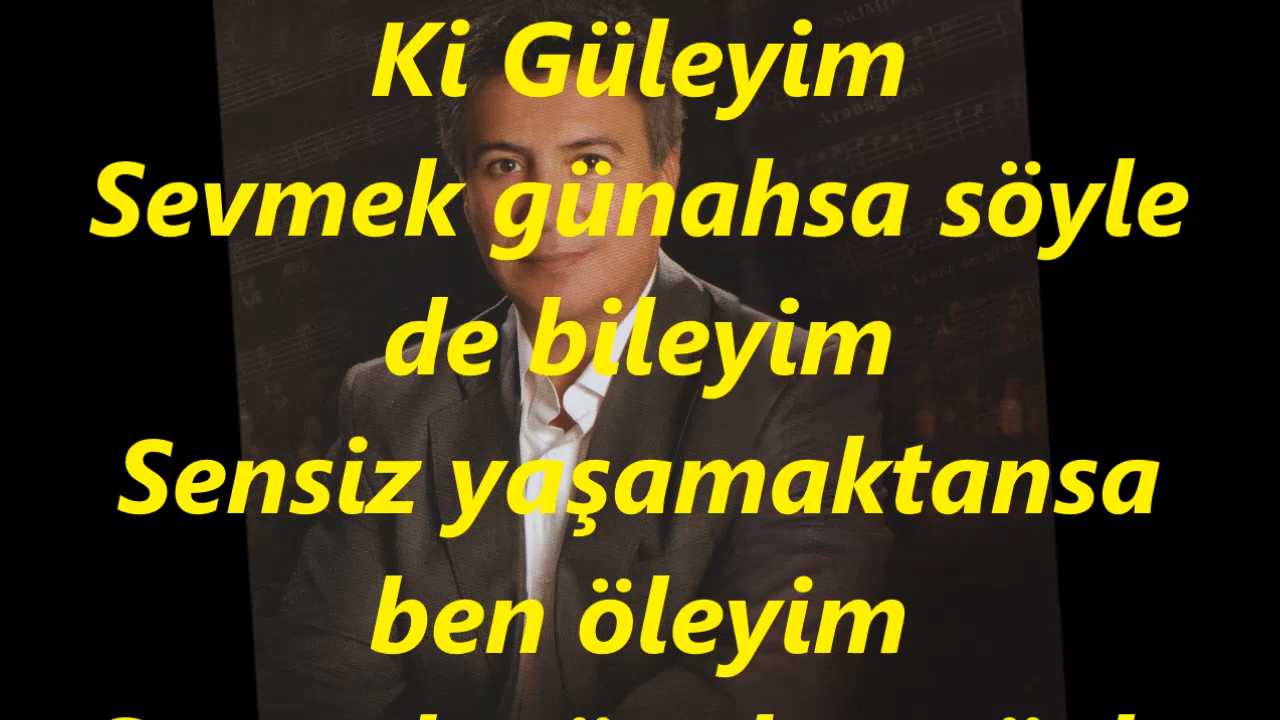 Ki Güleyim
Sevmek günahsa söyle
de bileyim
Sensiz yaşamaktansa
ben öleyim